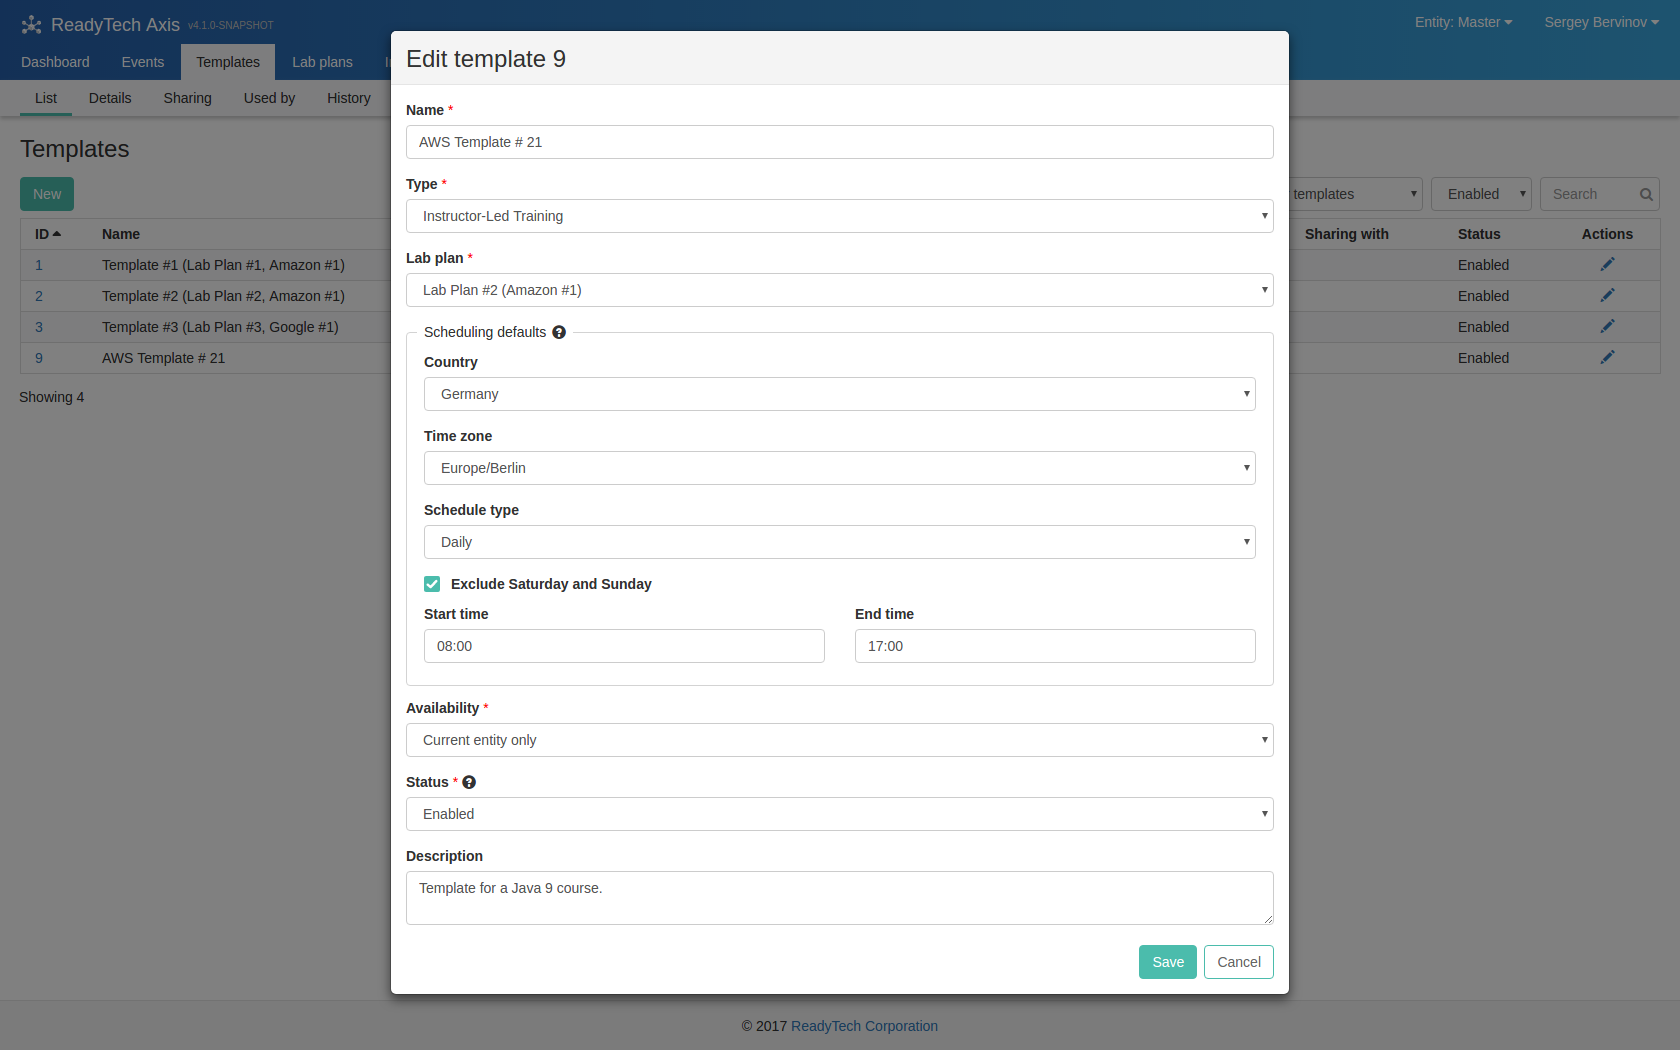 ReadyTech Axis v4.1.0-SNAPSHOT
Entity: Master
Sergey Bervinov
Dashboard Events Templates Lab plans
List Details Sharing Used by History
Templates
New
templates Enabled Search
ID Name Sharing with Status Actions
1 Template #1 (Lab Plan #1, Amazon #1) Enabled
2 Template #2 (Lab Plan #2, Amazon #1) Enabled
3 Template #3 (Lab Plan #3, Google #1) Enabled
9 AWS Template # 21 Enabled
Showing 4
Edit template 9
Name *
AWS Template # 21
Type *
Instructor-Led Training
Lab plan *
Lab Plan #2 (Amazon #1)
Scheduling defaults ?
Country
Germany
Time zone
Europe/Berlin
Schedule type
Daily
Exclude Saturday and Sunday
Start time End time
08:00 17:00
Availability *
Current entity only
Status * ?
Enabled
Description
Template for a Java 9 course.
Save Cancel
© 2017 ReadyTech Corporation